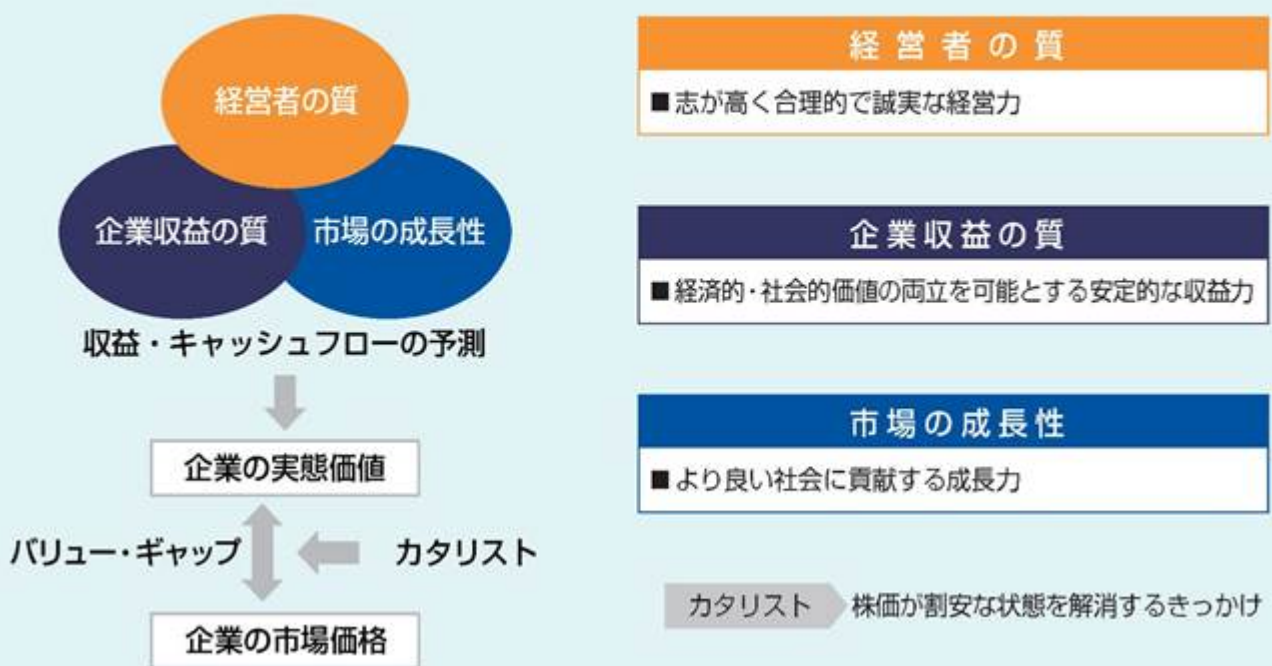 経営者の質
企業収益の質
市場の成長性
収益・キャッシュフローの予測
企業の実態価値
バリュー・ギャップ
カタリスト
企業の市場価格
経営者の質
■志が高く合理的で誠実な経営力
企業収益の質
■経済的・社会的価値の両立を可能とする安定的な収益力
市場の成長性
■より良い社会に貢献する成長力
カタリスト 株価が割安な状態を解消するきっかけ